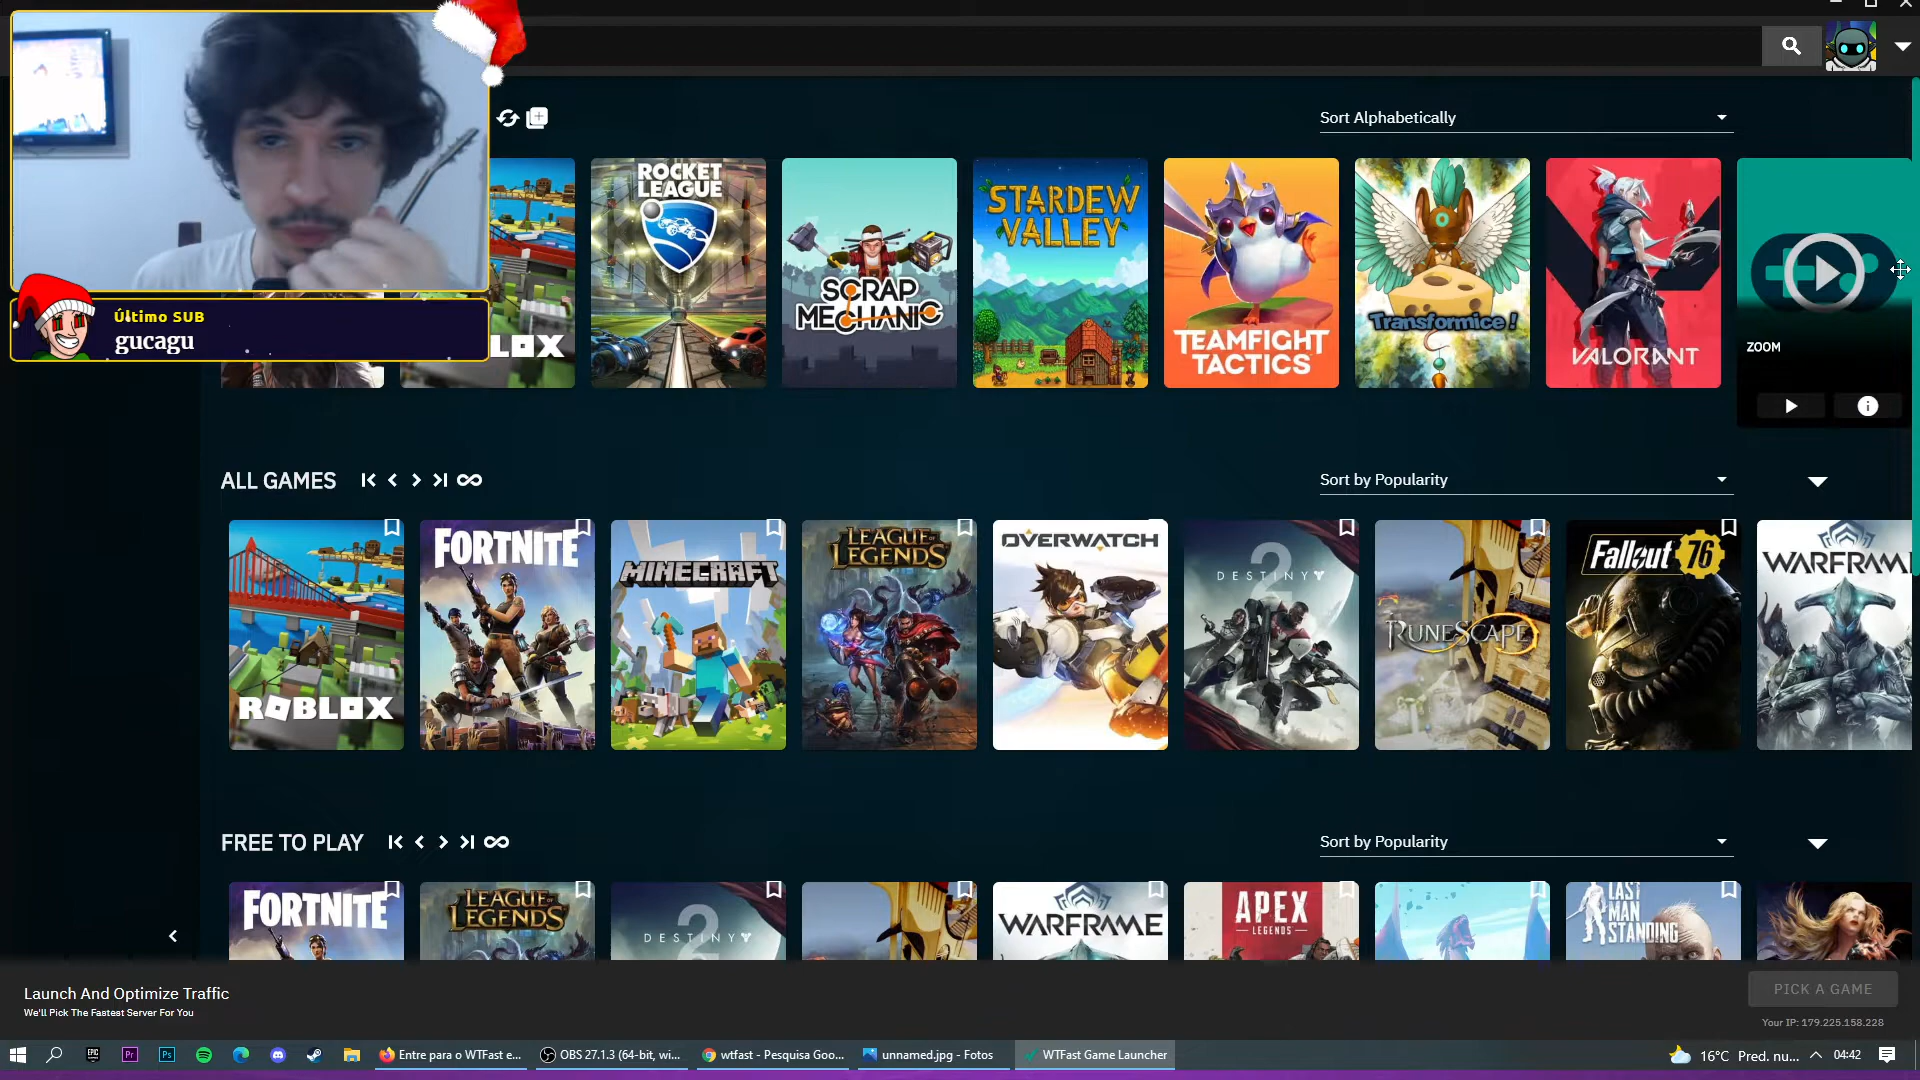 Sort Alphabetically
Último SUB
gucagu
LOX
ROCKET
LEAGUE
SCRAP
MECHANIC
STARDEW
VALLEY
TEAMFIGHT
TACTICS
Transformice !
VALORANT
ZOOM
ALL GAMES
Sort by Popularity
ROBLOX
FORTNITE
MINECRAFT
LEAGUE OF
LEGENDS
OVERWATCH
2
DESTINY
RUNESCAPE
Fallout 76
WARFRAM
FREE TO PLAY
Sort by Popularity
FORTNITE
LEAGUE OF
LEGENDS
2
DESTINY
WARFRAME
APEX
LEGENDS
LAST
MAN
STANDING
Launch And Optimize Traffic
We'll Pick The Fastest Server For You
PICK A GAME
Your IP: 179.225.158.228
EPIC
Pr
Ps
Entre para o WTFast e...
OBS 27.1.3 (64-bit, wi...
wtfast - Pesquisa Goo...
unnamed.jpg - Fotos
WTFast Game Launcher
16°C Pred. nu...
04:42